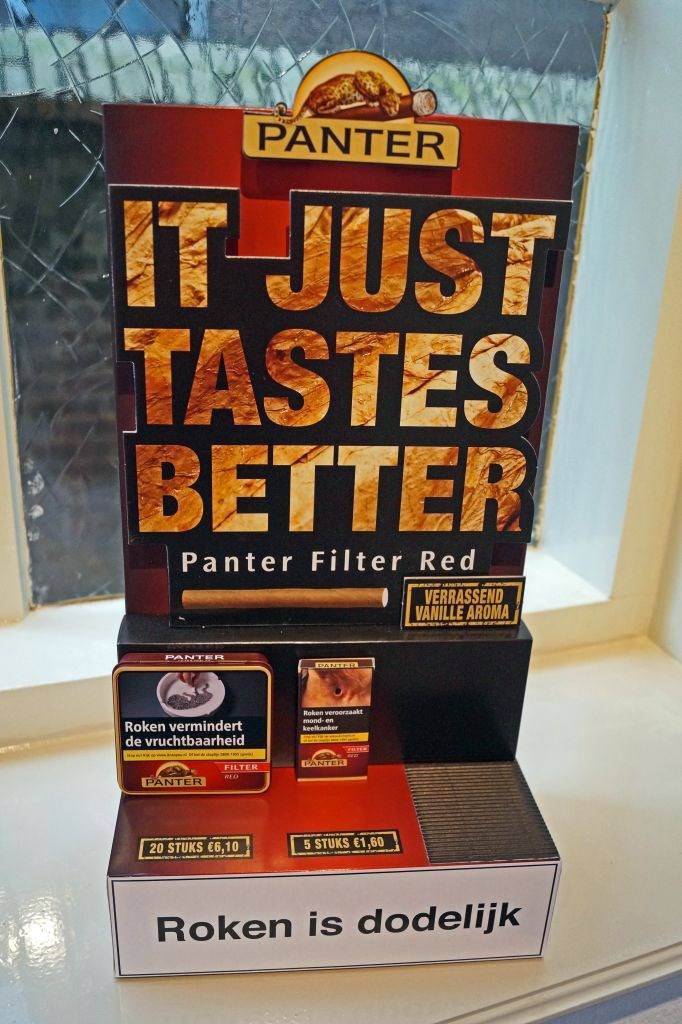 PANTER
IT JUST
TASTES
BETTER
Panter Filter Red
VERRASSEND
VANILLE AROMA
PANTER
Roken vermindert
de vruchtbaarheid
FILTER
RED
PANTER
PANTER
Roken veroorzaakt
mond- en
keelkanker
FILTER
RED
PANTER
20 STUKS €6,10
5 STUKS €1,60
Roken is dodelijk